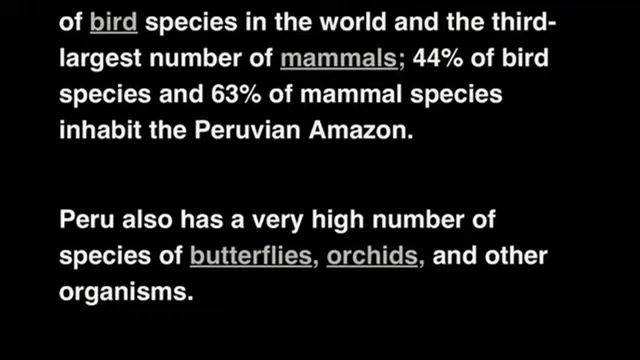 of bird species in the world and the third-
largest number of mammals; 44% of bird
species and 63% of mammal species
inhabit the Peruvian Amazon.
Peru also has a very high number of
species of butterflies, orchids, and other
organisms.